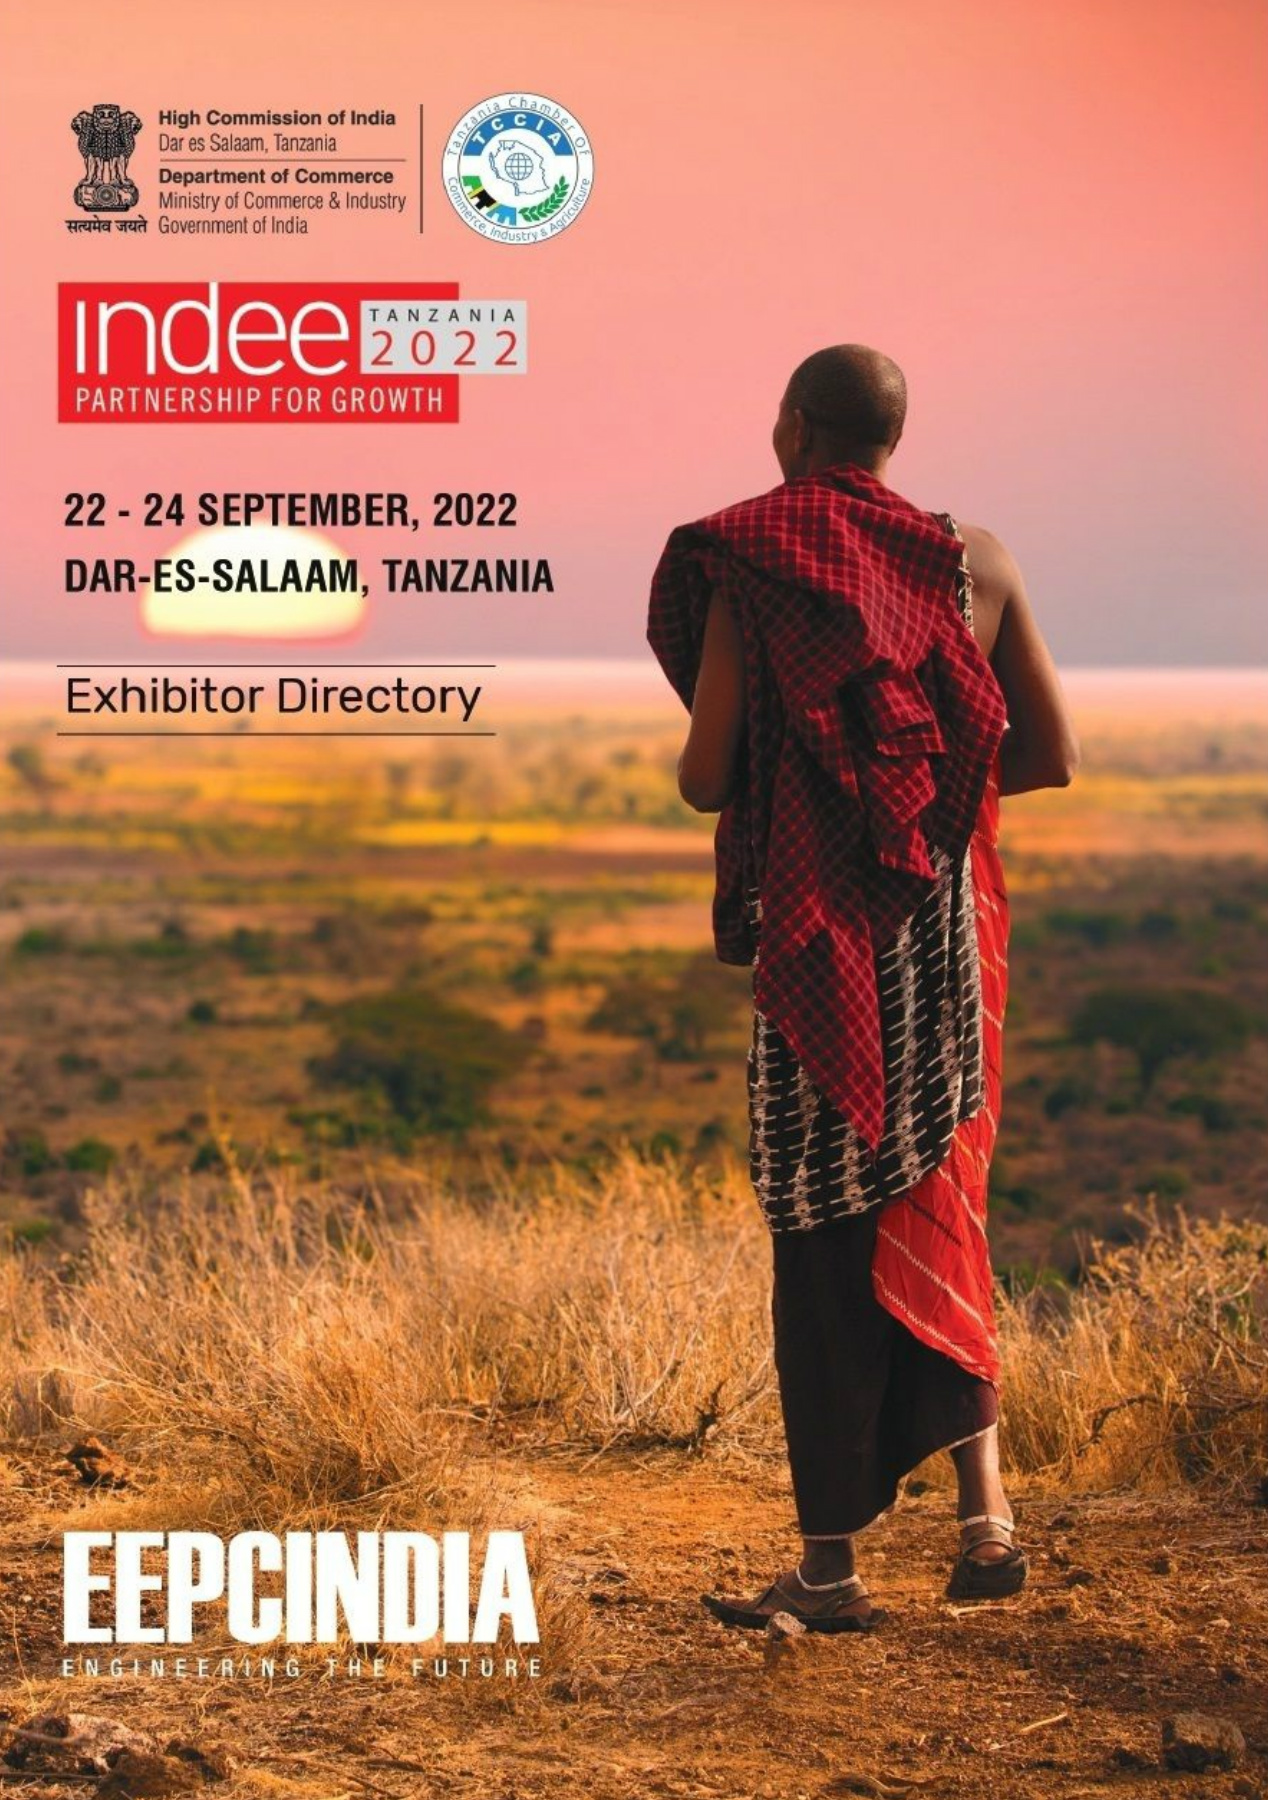 High Commission of India
Dar es Salaam, Tanzania
Department of Commerce
Ministry of Commerce & Industry
Government of India
सत्यमेव जयते
Tanzania Chamber OF
TCCIA
Commerce, Industry & Agriculture
indee
TANZANIA
2022
PARTNERSHIP FOR GROWTH
22 - 24 SEPTEMBER, 2022
DAR-ES-SALAAM, TANZANIA
Exhibitor Directory
EEPCINDIA
ENGINEERING THE FUTURE